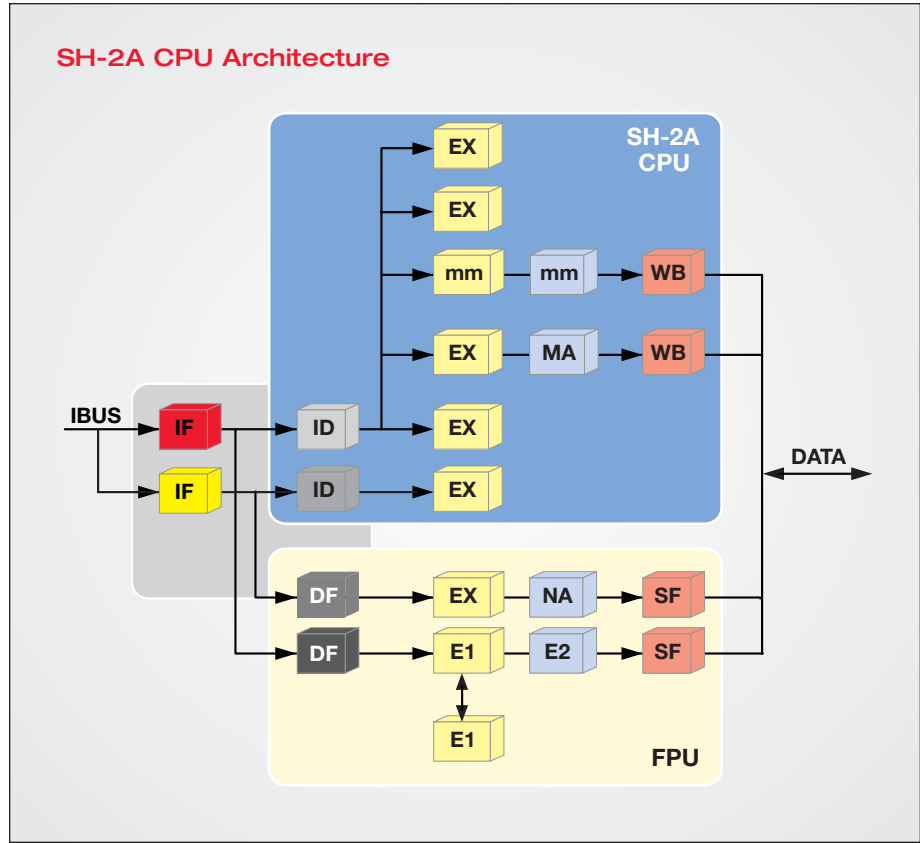 SH-2A CPU Architecture
SH-2A
CPU
EX
EX
mm mm WB
EX MA WB
IBUS IF ID EX
DATA
IF ID EX
DF EX NA SF
DF E1 E2 SF
E1
FPU